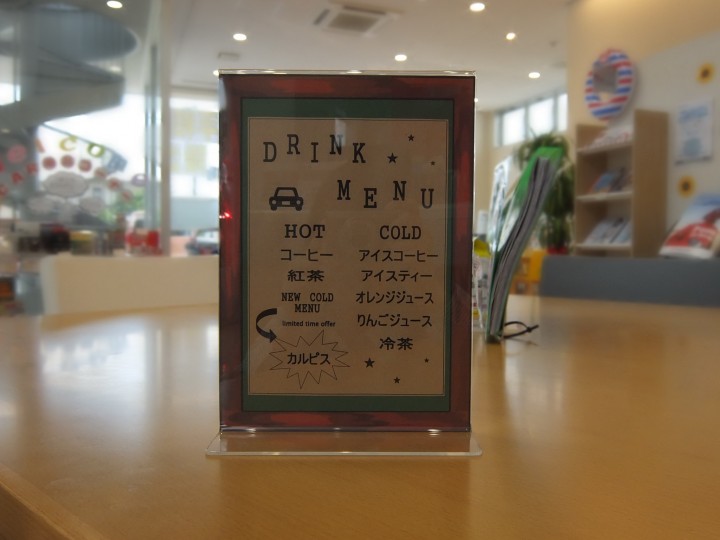 DRINK
MENU
HOT
コーヒー
紅茶
NEW COLD
MENU
limited time offer
カルピス
COLD
アイスコーヒー
アイスティー
オレンジジュース
りんごジュース
冷茶